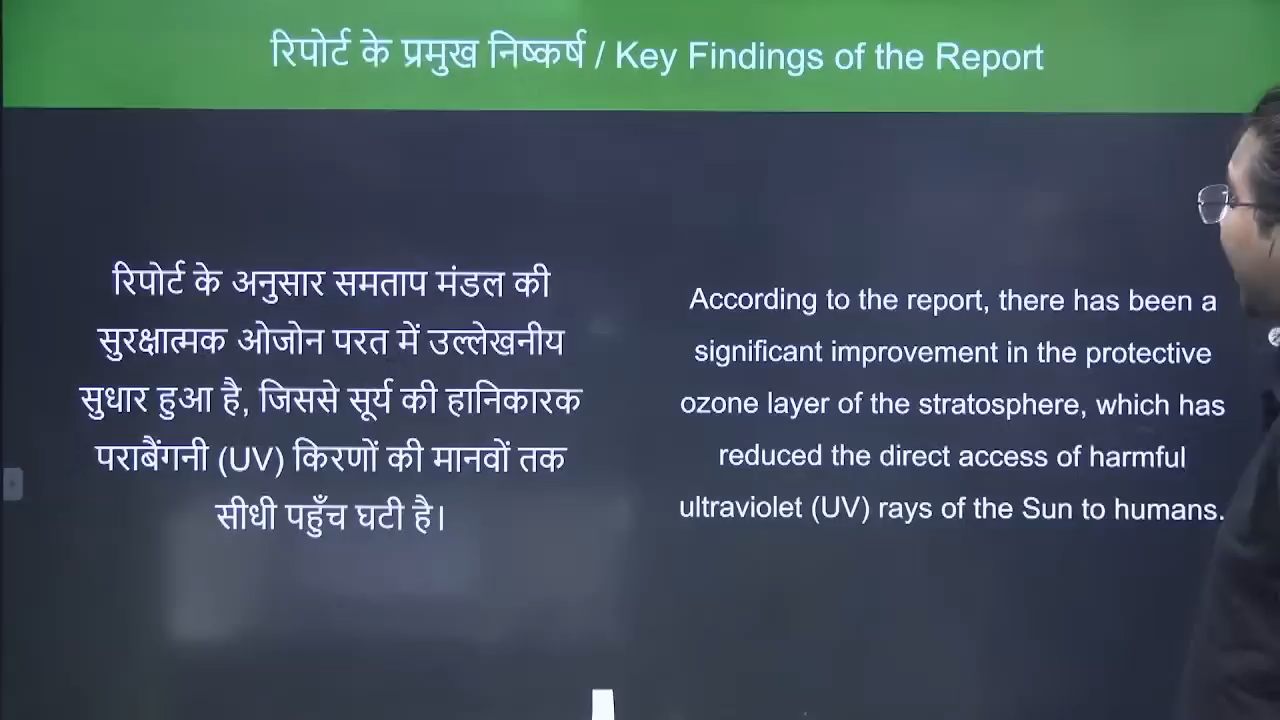 रिपोर्ट के प्रमुख निष्कर्ष / Key Findings of the Report
रिपोर्ट के अनुसार समताप मंडल की
सुरक्षात्मक ओजोन परत में उल्लेखनीय
सुधार हुआ है, जिससे सूर्य की हानिकारक
पराबैंगनी (UV) किरणों की मानवों तक
सीधी पहुँच घटी है।
According to the report, there has been a
significant improvement in the protective
ozone layer of the stratosphere, which has
reduced the direct access of harmful
ultraviolet (UV) rays of the Sun to humans.